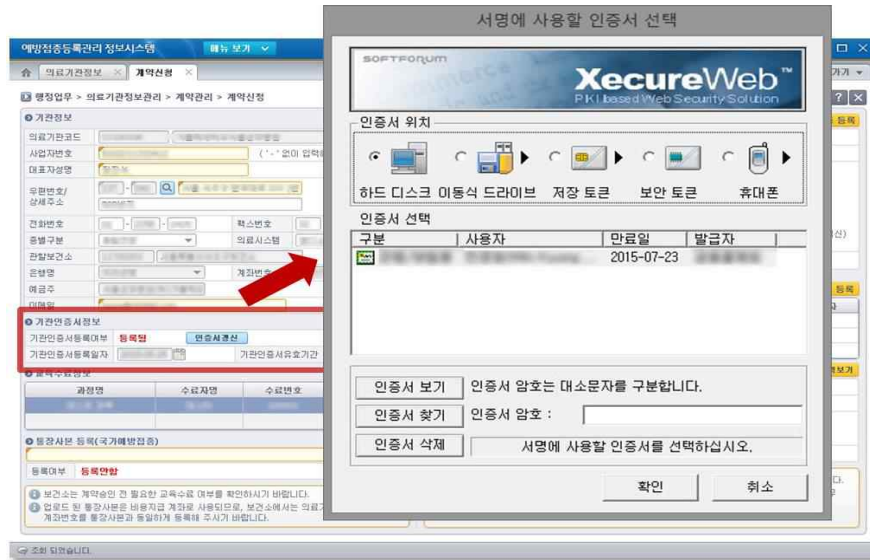 예방접종등록관리 정보시스템
메뉴 보기
의료기관정보
계약신청
행정업무 > 의료기관정보관리 > 계약관리 > 계약신청
기관정보
의료기관코드
사업자번호
( '-' 없이 입력
대표자성명
우편번호/
상세주소
전화번호
팩스번호
종별구분
의료시스템
관할보건소
은행명
계좌번호
예금주
이메일
기관인증서정보
기관인증서등록여부 등록됨 인증서갱신
기관인증서등록일자
기관인증서유효기간
교육수료정보
과정명 수료자명 수료번호
통장사본 등록(국가예방접종)
등록여부 등록안함
보건소는 계약승인 전 필요한 교육수료 여부를 확인하시기 바랍니다.
업로드 된 통장사본은 비용지급 계좌로 사용되므로, 보건소에서는 의료기
계좌번호를 통장사본과 동일하게 등록해 주시기 바랍니다.
조회 되었습니다.
서명에 사용할 인증서 선택
SOFTFORUM
XecureWeb™
PKI based Web Security Solution
인증서 위치
하드 디스크 이동식 드라이브 저장 토큰 보안 토큰 휴대폰
인증서 선택
구분 사용자 만료일 발급자
2015-07-23
인증서 보기 인증서 암호는 대소문자를 구분합니다.
인증서 찾기 인증서 암호 :
인증서 삭제 서명에 사용할 인증서를 선택하십시오.
확인 취소
등록
등록